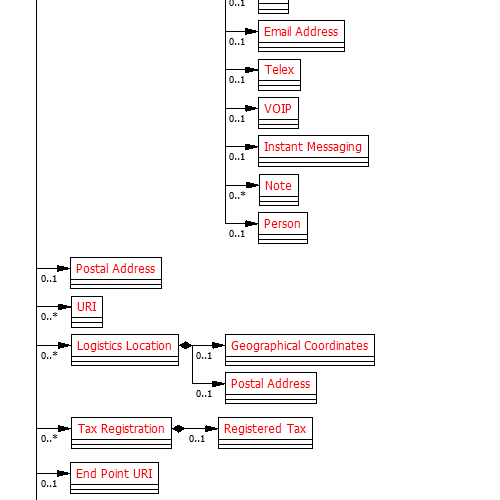 0..1
Email Address
0..1
Telex
0..1
VOIP
0..1
Instant Messaging
0..1
Note
0..*
Person
0..1
Postal Address
0..1
URI
0..*
Logistics Location
Geographical Coordinates
0..*
0..1
Postal Address
0..1
Tax Registration
Registered Tax
0..*
0..1
End Point URI
0..1